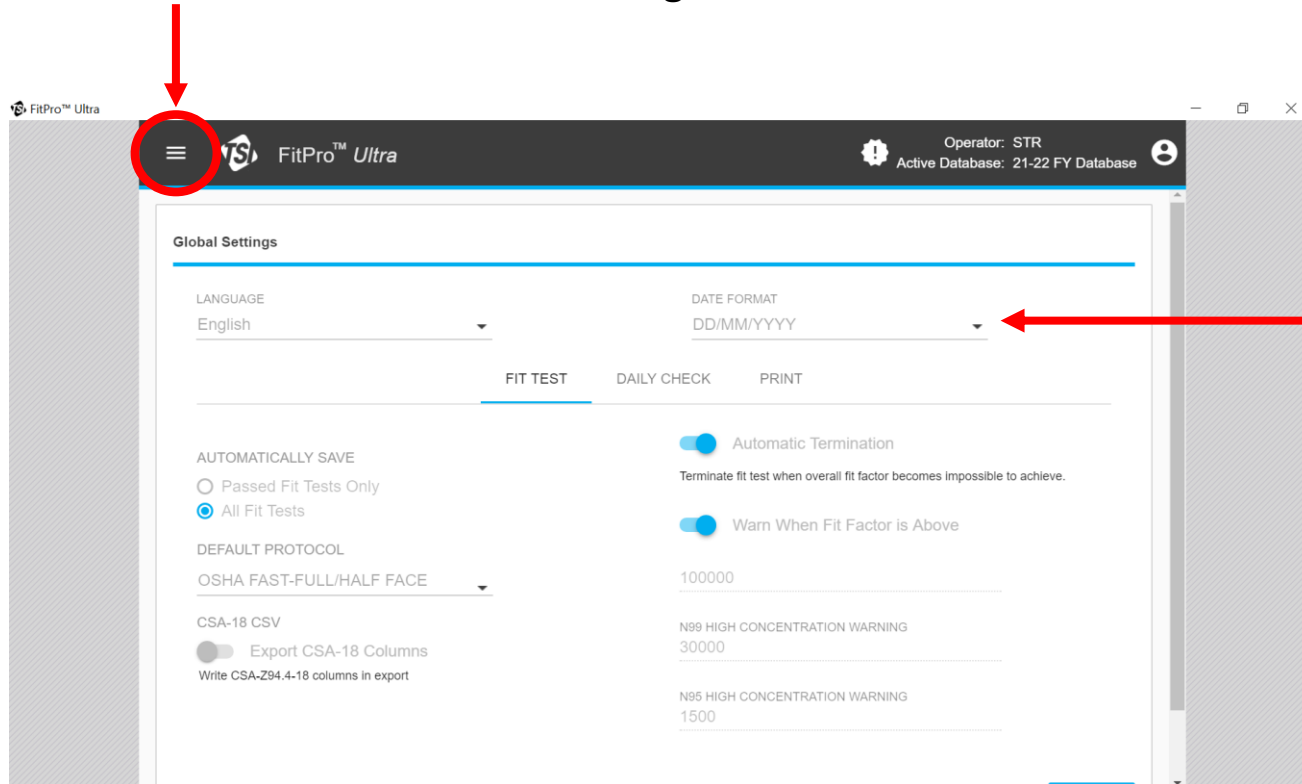 FitPro™ Ultra
TSI FitPro™ Ultra
Operator: STR
Active Database: 21-22 FY Database
Global Settings
LANGUAGE
English
DATE FORMAT
DD/MM/YYYY
FIT TEST DAILY CHECK PRINT
AUTOMATICALLY SAVE
Passed Fit Tests Only
All Fit Tests
DEFAULT PROTOCOL
OSHA FAST-FULL/HALF FACE
CSA-18 CSV
Export CSA-18 Columns
Write CSA-Z94.4-18 columns in export
Automatic Termination
Terminate fit test when overall fit factor becomes impossible to achieve.
Warn When Fit Factor is Above
100000
N99 HIGH CONCENTRATION WARNING
30000
N95 HIGH CONCENTRATION WARNING
1500